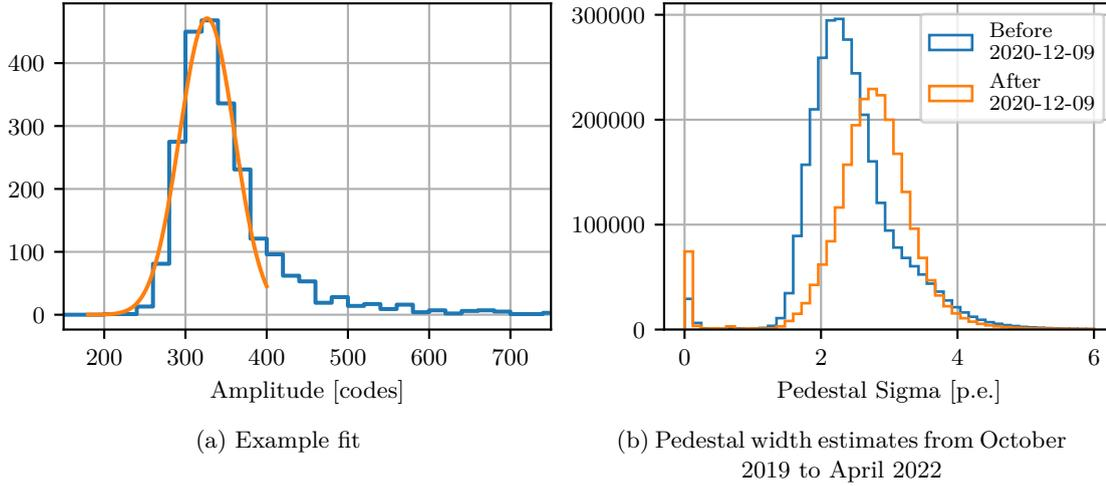 400
300
200
100
0
200 300 400 500 600 700
Amplitude [codes]
(a) Example fit
300000
200000
100000
0
0 2 4 6
Pedestal Sigma [p.e.]
Before
2020-12-09
After
2020-12-09
(b) Pedestal width estimates from October
2019 to April 2022